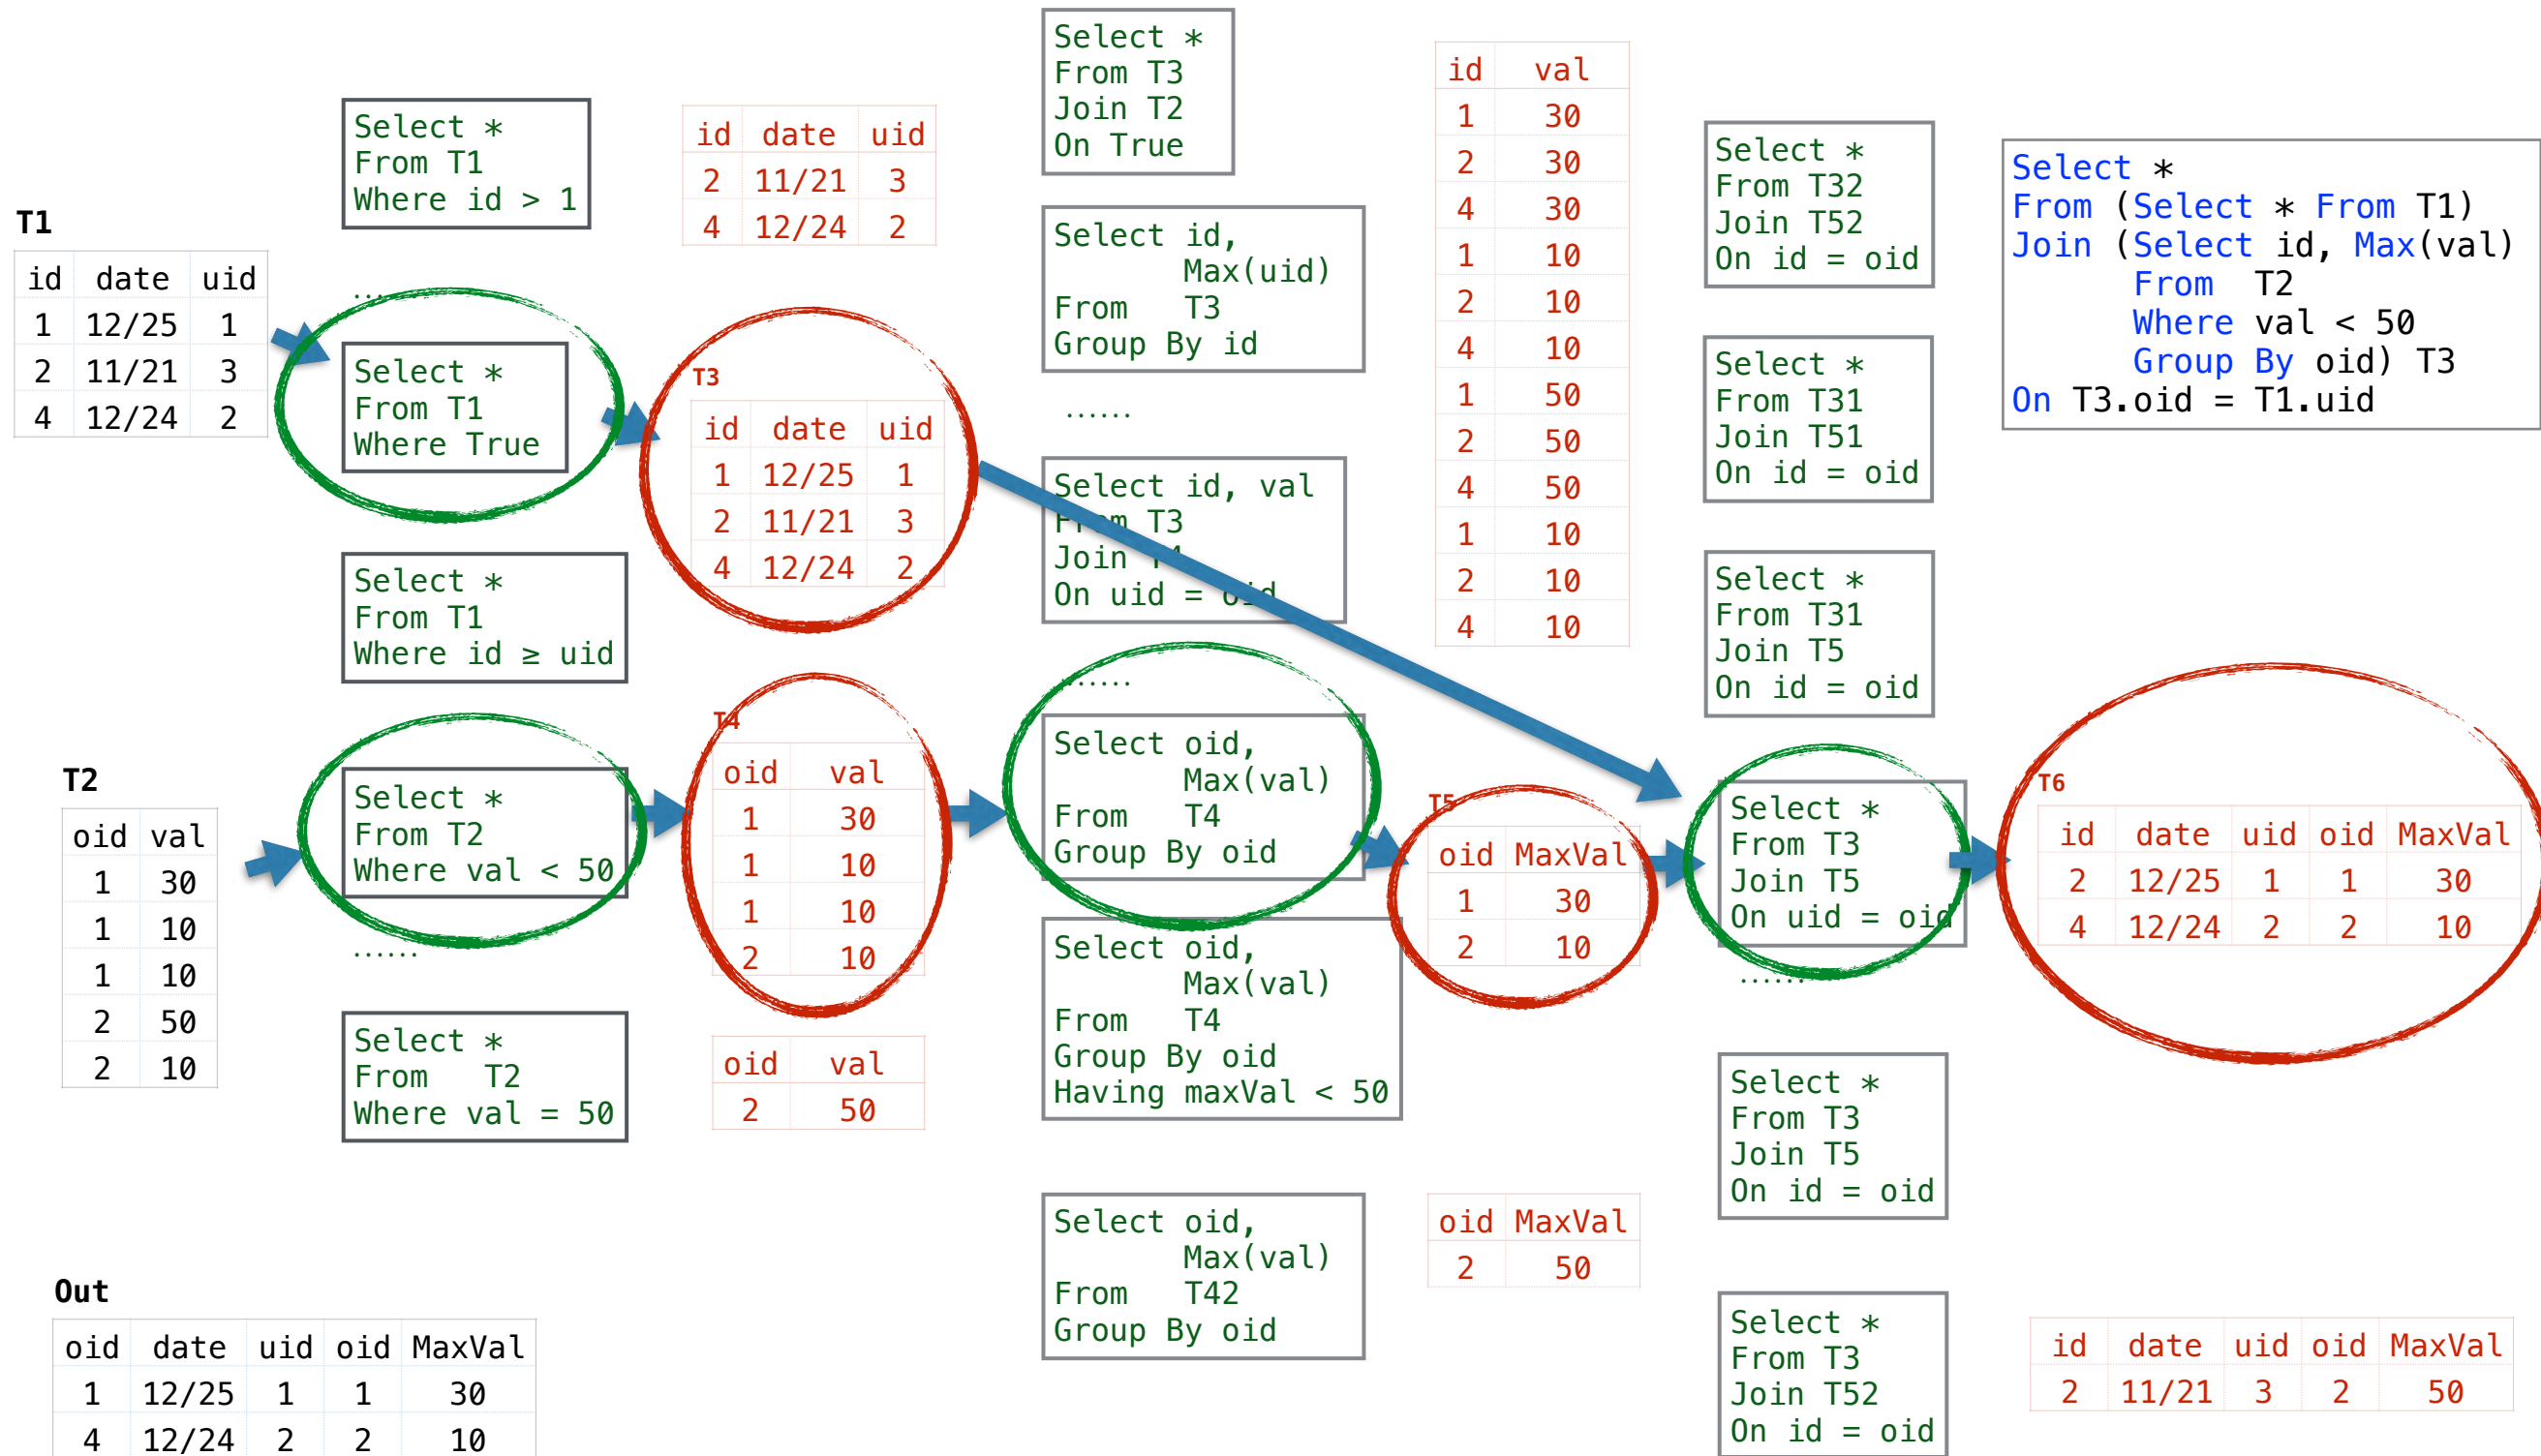 T1
id date uid
1 12/25 1
2 11/21 3
4 12/24 2
T2
oid val
1 30
1 10
1 10
2 50
2 10
Out
oid date uid oid MaxVal
1 12/25 1 1 30
4 12/24 2 2 10
Select *
From T1
Where id > 1
......
Select *
From T1
Where True
Select *
From T1
Where id ≥ uid
Select *
From T2
Where val < 50
......
Select *
From T2
Where val = 50
id date uid
2 11/21 3
4 12/24 2
T3
id date uid
1 12/25 1
2 11/21 3
4 12/24 2
T4
oid val
1 30
1 10
1 10
2 10
oid val
2 50
Select *
From T3
Join T2
On True
Select id,
Max(uid)
From T3
Group By id
......
Select id, val
From T3
Join T4
On uid = oid
......
Select oid,
Max(val)
From T4
Group By oid
Select oid,
Max(val)
From T4
Group By oid
Having maxVal < 50
Select oid,
Max(val)
From T42
Group By oid
id val
1 30
2 30
4 30
1 10
2 10
4 10
1 50
2 50
4 50
1 10
2 10
4 10
T5
oid MaxVal
1 30
2 10
oid MaxVal
2 50
Select *
From T32
Join T52
On id = oid
Select *
From T31
Join T51
On id = oid
Select *
From T31
Join T5
On id = oid
Select *
From T3
Join T5
On uid = oid
......
Select *
From T3
Join T5
On id = oid
Select *
From T3
Join T52
On id = oid
Select *
From (Select * From T1)
Join (Select id, Max(val)
From T2
Where val < 50
Group By oid) T3
On T3.oid = T1.uid
T6
id date uid oid MaxVal
2 12/25 1 1 30
4 12/24 2 2 10
id date uid oid MaxVal
2 11/21 3 2 50